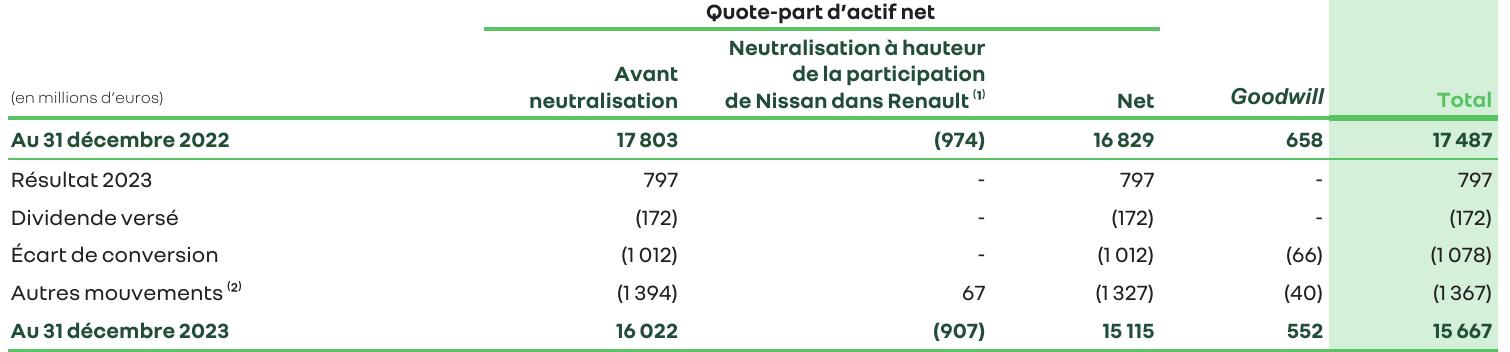 Quote-part d’actif net
(en millions d’euros) Avant neutralisation Neutralisation à hauteur de la participation de Nissan dans Renault (1) Net Goodwill Total
Au 31 décembre 2022 17 803 (974) 16 829 658 17 487
Résultat 2023 797 - 797 - 797
Dividende versé (172) - (172) - (172)
Écart de conversion (1 012) - (1 012) (66) (1 078)
Autres mouvements (2) (1 394) 67 (1 327) (40) (1 367)
Au 31 décembre 2023 16 022 (907) 15 115 552 15 667